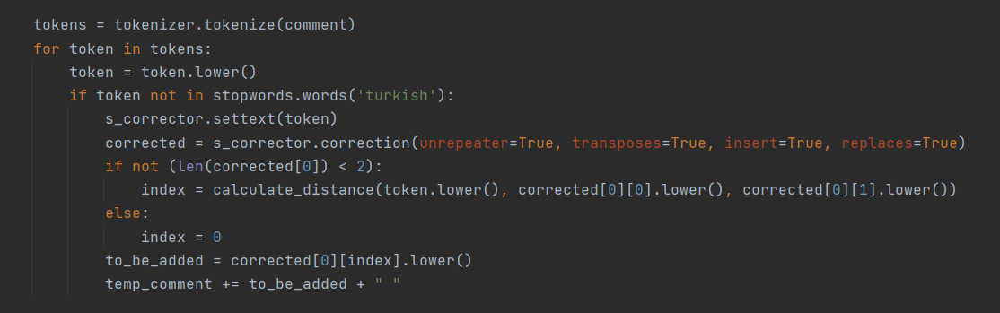 tokens = tokenizer.tokenize(comment)
for token in tokens:
    token = token.lower()
    if token not in stopwords.words('turkish'):
        s_corrector.settext(token)
        corrected = s_corrector.correction(unrepeater=True, transposes=True, insert=True, replaces=True)
        if not (len(corrected[0]) < 2):
            index = calculate_distance(token.lower(), corrected[0][0].lower(), corrected[0][1].lower())
        else:
            index = 0
        to_be_added = corrected[0][index].lower()
        temp_comment += to_be_added + " "